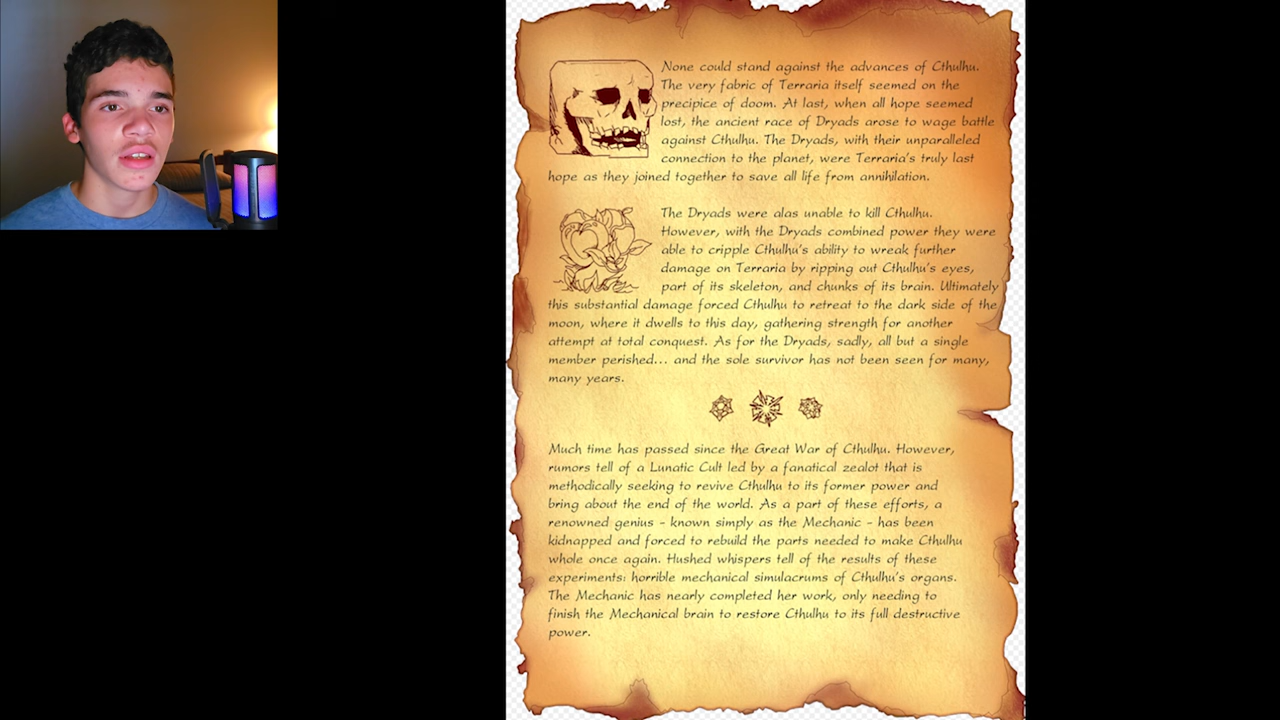 None could stand against the advances of Cthulhu.
The very fabric of Terraria itself seemed on the
precipice of doom. At last, when all hope seemed
lost, the ancient race of Dryads arose to wage battle
against Cthulhu. The Dryads, with their unparalleled
connection to the planet, were Terraria's truly last
hope as they joined together to save all life from annihilation.
The Dryads were alas unable to kill Cthulhu.
However, with the Dryads combined power they were
able to cripple Cthulhu's ability to wreak further
damage on Terraria by ripping out Cthulhu's eyes,
part of its skeleton, and chunks of its brain. Ultimately
this substantial damage forced Cthulhu to retreat to the dark side of the
moon, where it dwells to this day, gathering strength for another
attempt at total conquest. As for the Dryads, sadly, all but a single
member perished... and the sole survivor has not been seen for many,
many years.
Much time has passed since the Great War of Cthulhu. However,
rumors tell of a Lunatic Cult led by a fanatical zealot that is
methodically seeking to revive Cthulhu to its former power and
bring about the end of the world. As a part of these efforts, a
renowned genius - known simply as the Mechanic - has been
kidnapped and forced to rebuild the parts needed to make Cthulhu
whole once again. Hushed whispers tell of the results of these
experiments: horrible mechanical simulacrums of Cthulhu's organs.
The Mechanic has nearly completed her work, only needing to
finish the Mechanical brain to restore Cthulhu to its full destructive
power.